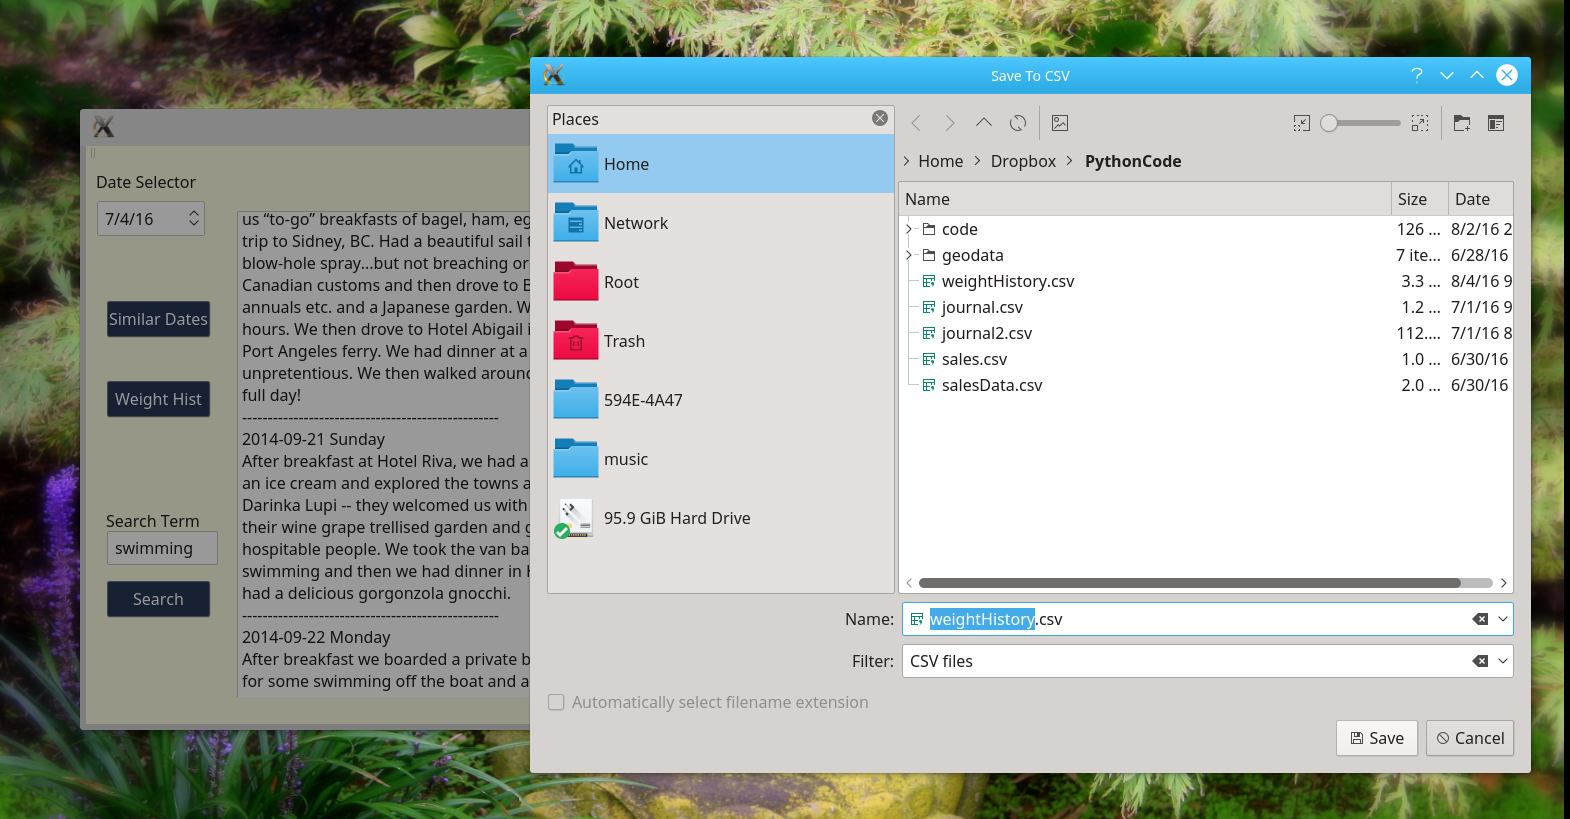 Save To CSV
Date Selector
7/4/16
Similar Dates
Weight Hist
Search Term
swimming
Search
us “to-go” breakfasts of bagel, ham,
trip to Sidney, BC. Had a beautiful sail
blow-hole spray...but not breaching or
Canadian customs and then drove to
annuals etc. and a Japanese garden.
hours. We then drove to Hotel Abigail
Port Angeles ferry. We had dinner at a
unpretentious. We then walked around
full day!
--------------------------------------------------
2014-09-21 Sunday
After breakfast at Hotel Riva, we had a
an ice cream and explored the towns
Darinka Lupi -- they welcomed us with
their wine grape trellised garden and
hospitable people. We took the van
swimming and then we had dinner in
had a delicious gorgonzola gnocchi.
--------------------------------------------------
2014-09-22 Monday
After breakfast we boarded a private
for some swimming off the boat and
Places
Home
Network
Root
Trash
594E-4A47
music
95.9 GiB Hard Drive
Home > Dropbox > PythonCode
Name Size Date
code 126 ... 8/2/16 2
geodata 7 ite... 6/28/16
weightHistory.csv 3.3 ... 8/4/16 9
journal.csv 1.2 ... 7/1/16 9
journal2.csv 112.... 7/1/16 8
sales.csv 1.0 ... 6/30/16
salesData.csv 2.0 ... 6/30/16
Name: weightHistory.csv
Filter: CSV files
Automatically select filename extension
Save Cancel